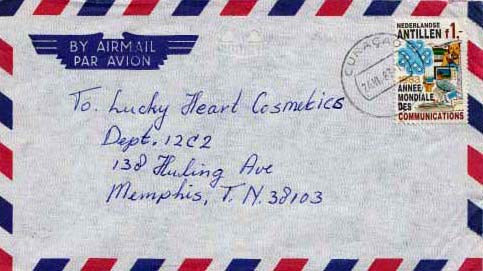 BY AIRMAIL
PAR AVION
NEDERLANDSE
ANTILLEN f1.-
ANNEE
MONDIALE
DES
COMMUNICATIONS
CURAÇAO
To. Lucky Heart Cosmetics
Dept. 12C2
138 Huling Ave
Memphis, T.N. 38103